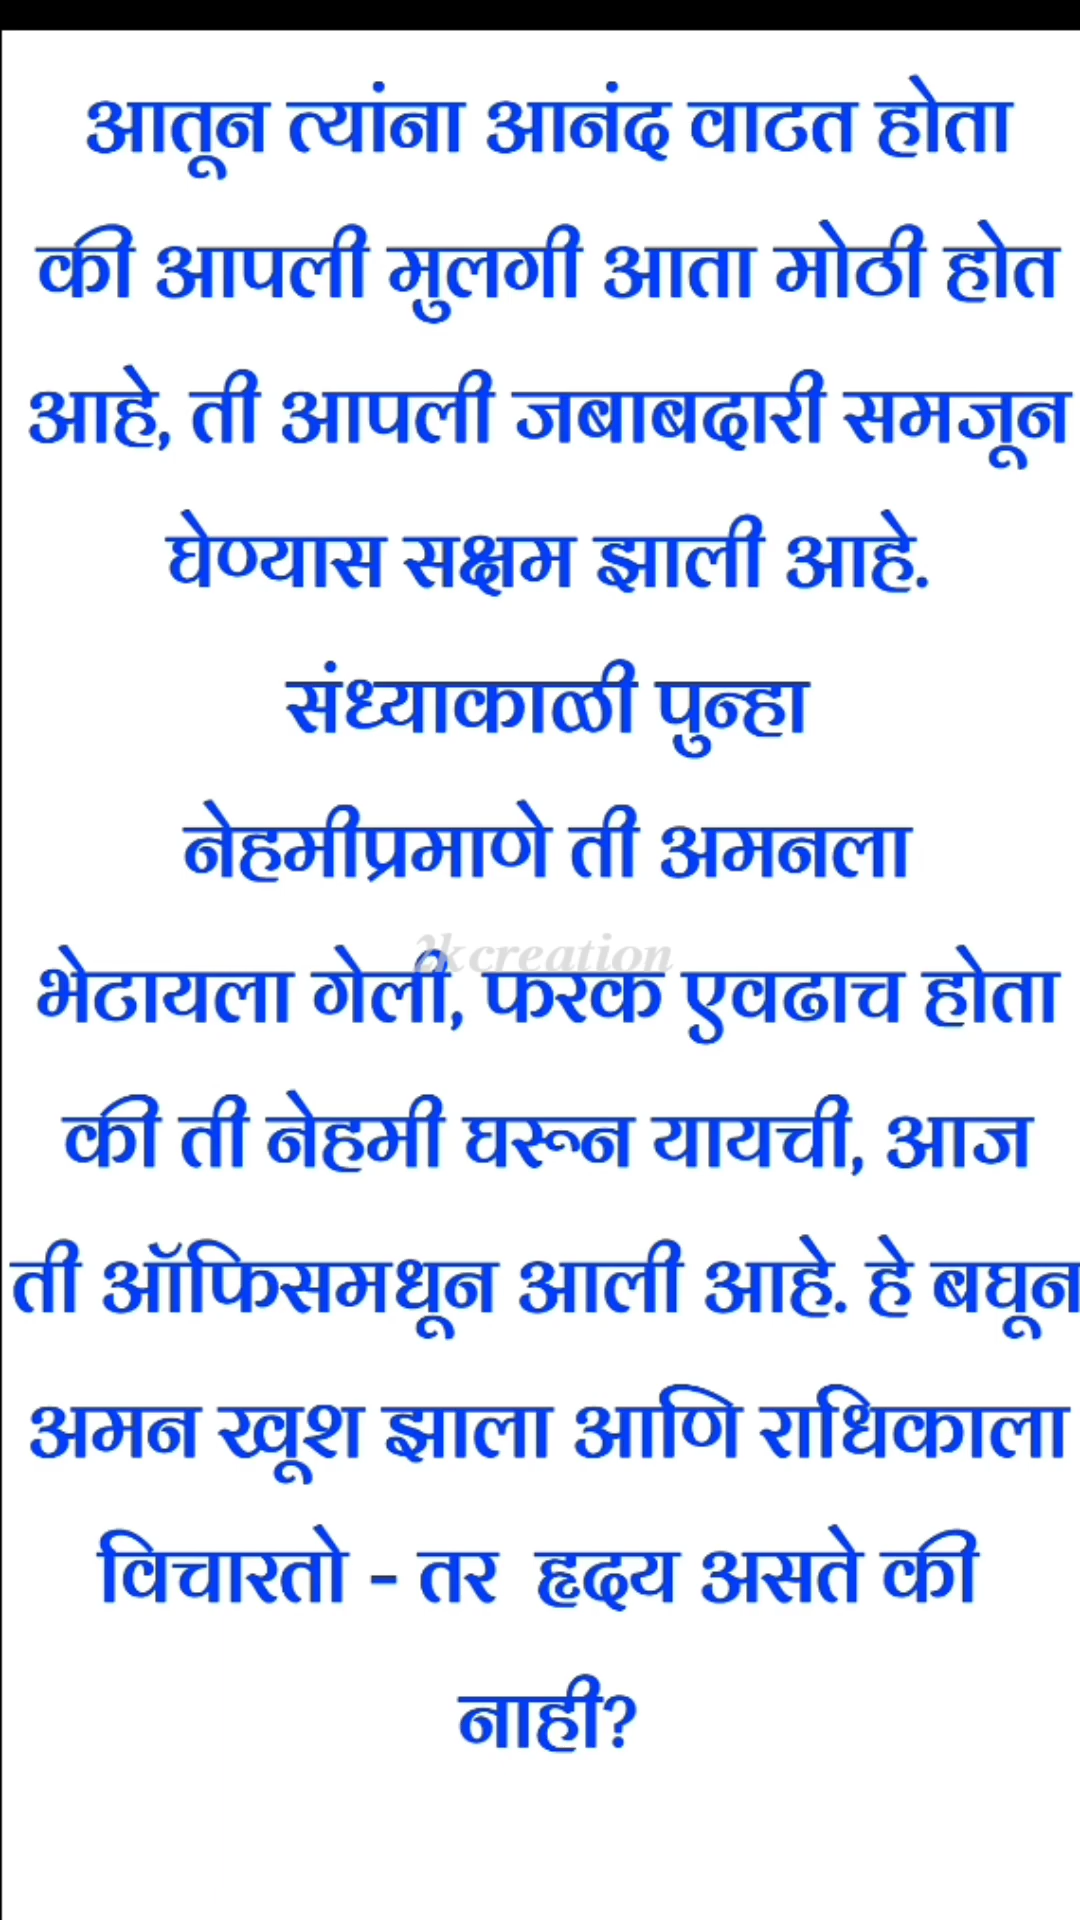 आतून त्यांना आनंद वाटत होता
की आपली मुलगी आता मोठी होत
आहे, ती आपली जबाबदारी समजून
घेण्यास सक्षम झाली आहे.
संध्याकाळी पुन्हा
नेहमीप्रमाणे ती अमनला
2kcreation
भेटायला गेली, फरक एवढाच होता
की ती नेहमी घरून यायची, आज
ती ऑफिसमधून आली आहे. हे बघून
अमन खूश झाला आणि राधिकाला
विचारतो - तर हृदय असते की
नाही?